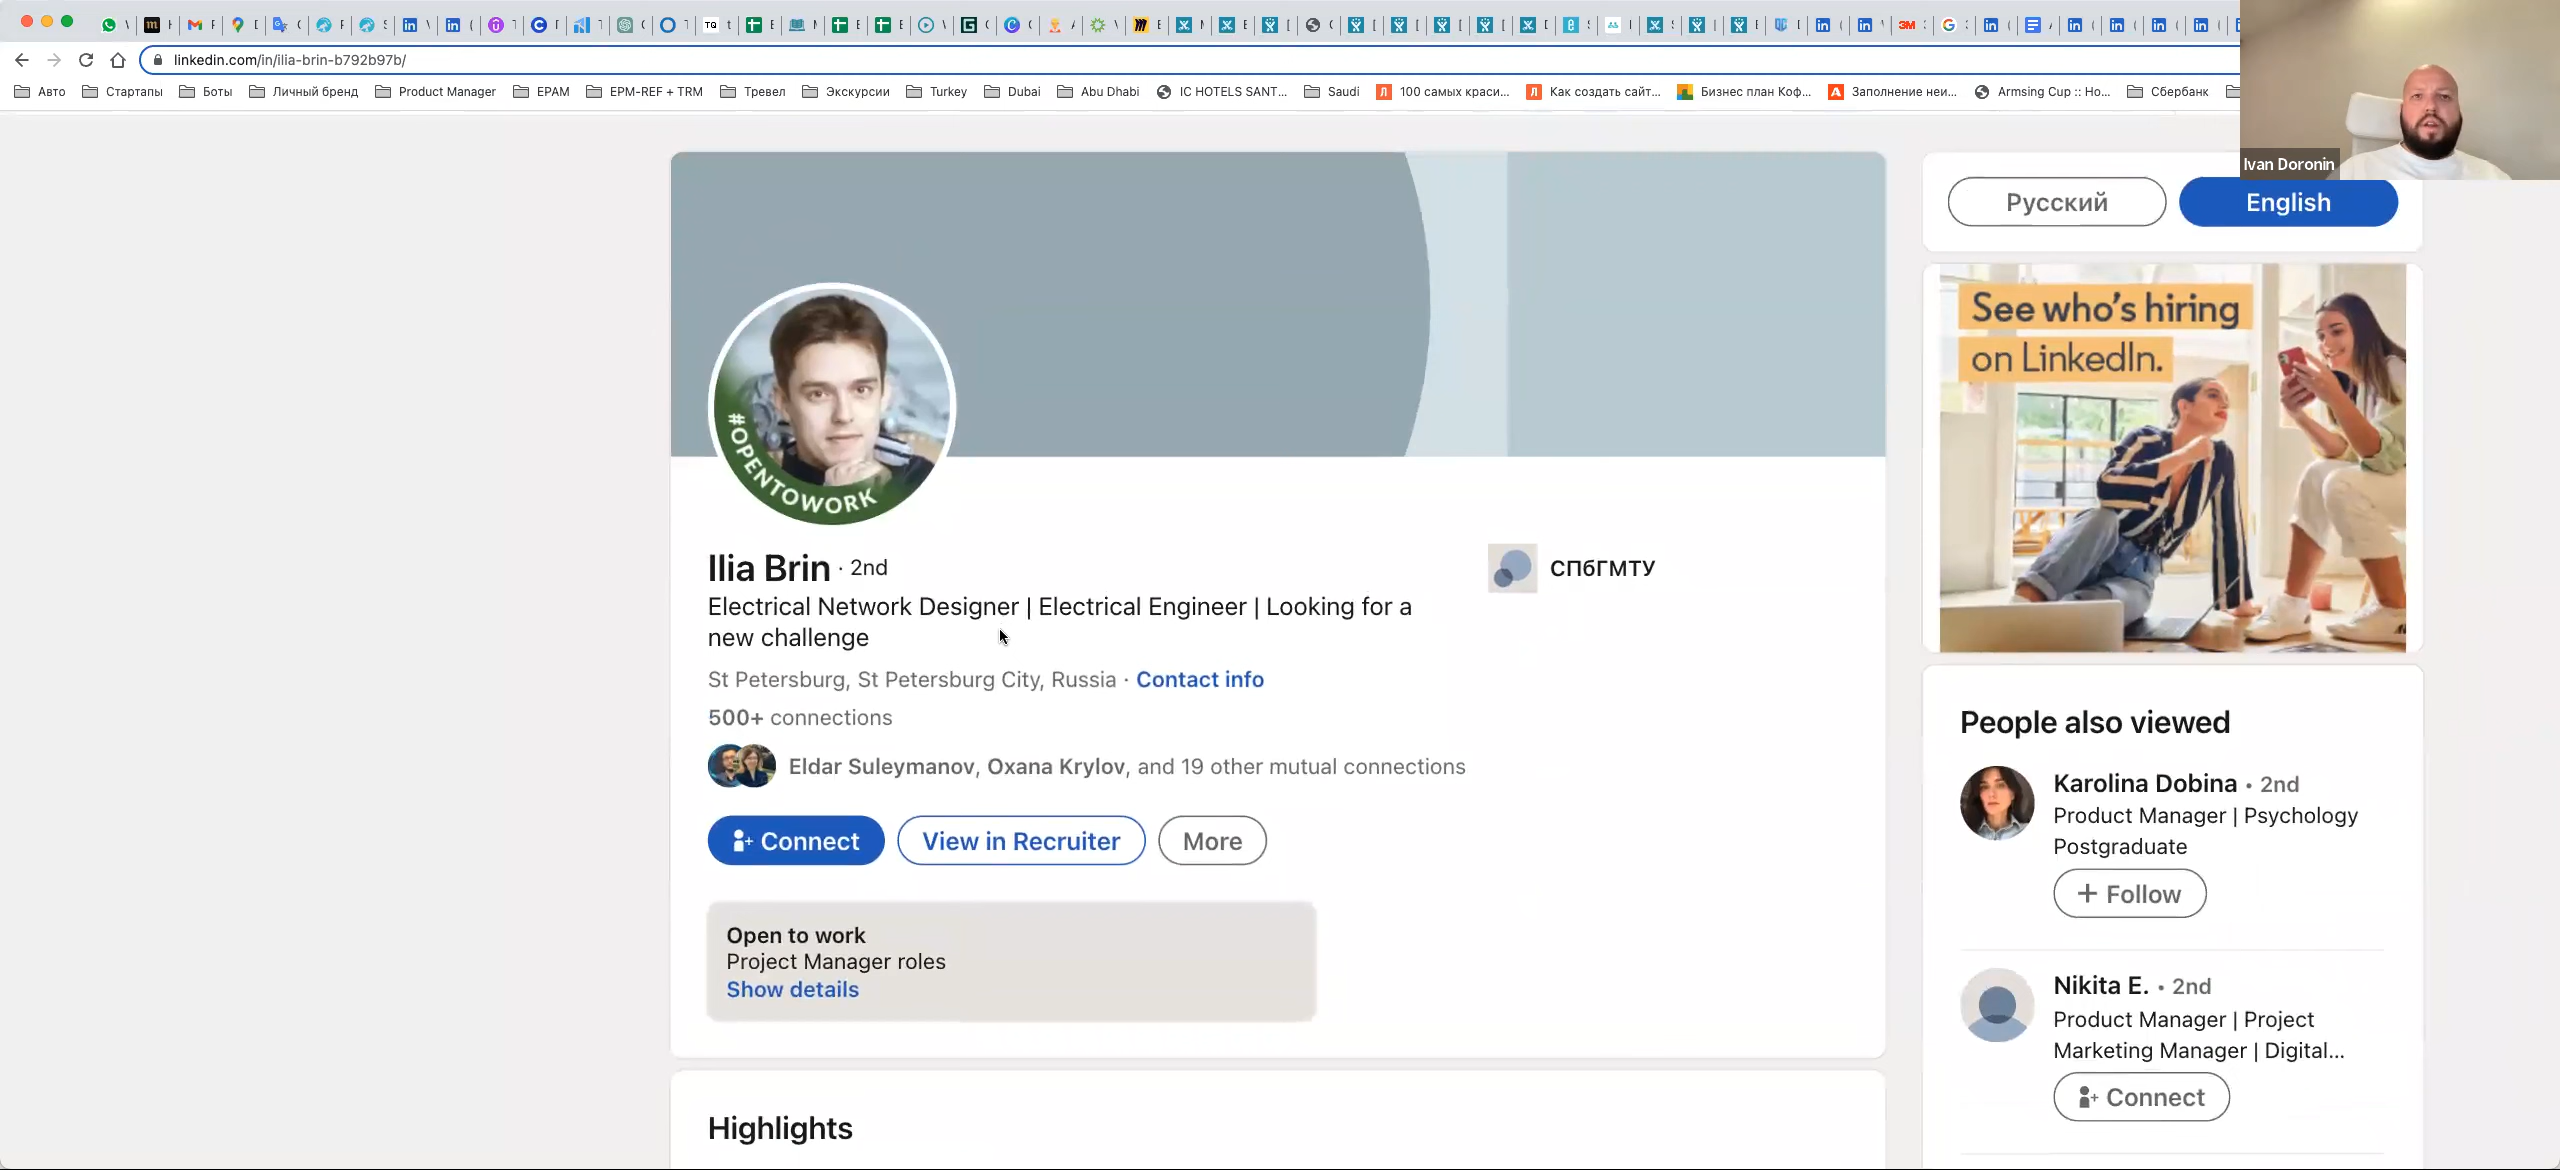 linkedin.com/in/ilia-brin-b792b97b/
Авто Стартапы Боты Личный бренд Product Manager EPAM EPM-REF + TRM Тревел Экскурсии Turkey Dubai Abu Dhabi IC HOTELS SANT... Saudi 100 самых краси... Как создать сайт... Бизнес план Коф... Заполнение неи... Armsing Cup :: Ho... Сбербанк
Ivan Doronin
Русский English
#OPENTOWORK
Ilia Brin · 2nd
СПбГМТУ
Electrical Network Designer | Electrical Engineer | Looking for a
new challenge
St Petersburg, St Petersburg City, Russia · Contact info
500+ connections
Eldar Suleymanov, Oxana Krylov, and 19 other mutual connections
Connect View in Recruiter More
Open to work
Project Manager roles
Show details
Highlights
See who's hiring
on LinkedIn.
People also viewed
Karolina Dobina • 2nd
Product Manager | Psychology
Postgraduate
+ Follow
Nikita E. • 2nd
Product Manager | Project
Marketing Manager | Digital...
Connect